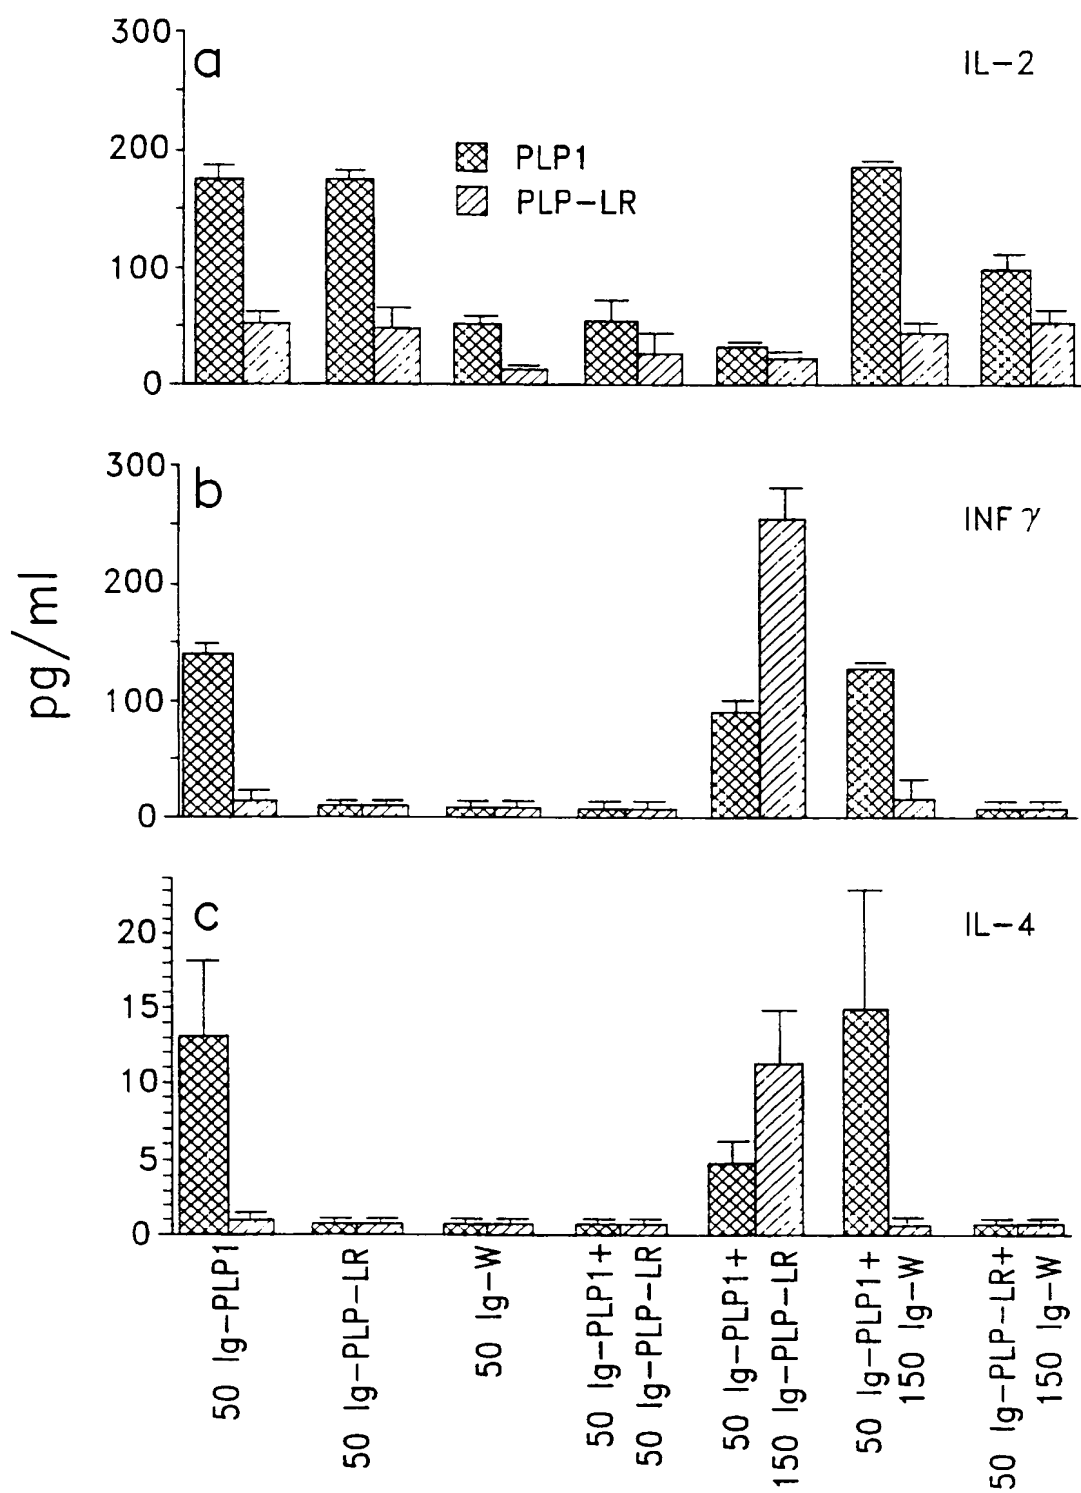 300
a
IL-2
200
PLP1
PLP-LR
100
0
300
b
INF γ
200
pg/ml
100
0
c
IL-4
20
15
10
5
0
50 Ig-PLP1
50 Ig-PLP-LR
50 Ig-W
50 Ig-PLP1+
50 Ig-PLP-LR
50 Ig-PLP1+
150 Ig-PLP-LR
50 Ig-PLP1+
150 Ig-W
50 Ig-PLP-LR+
150 Ig-W